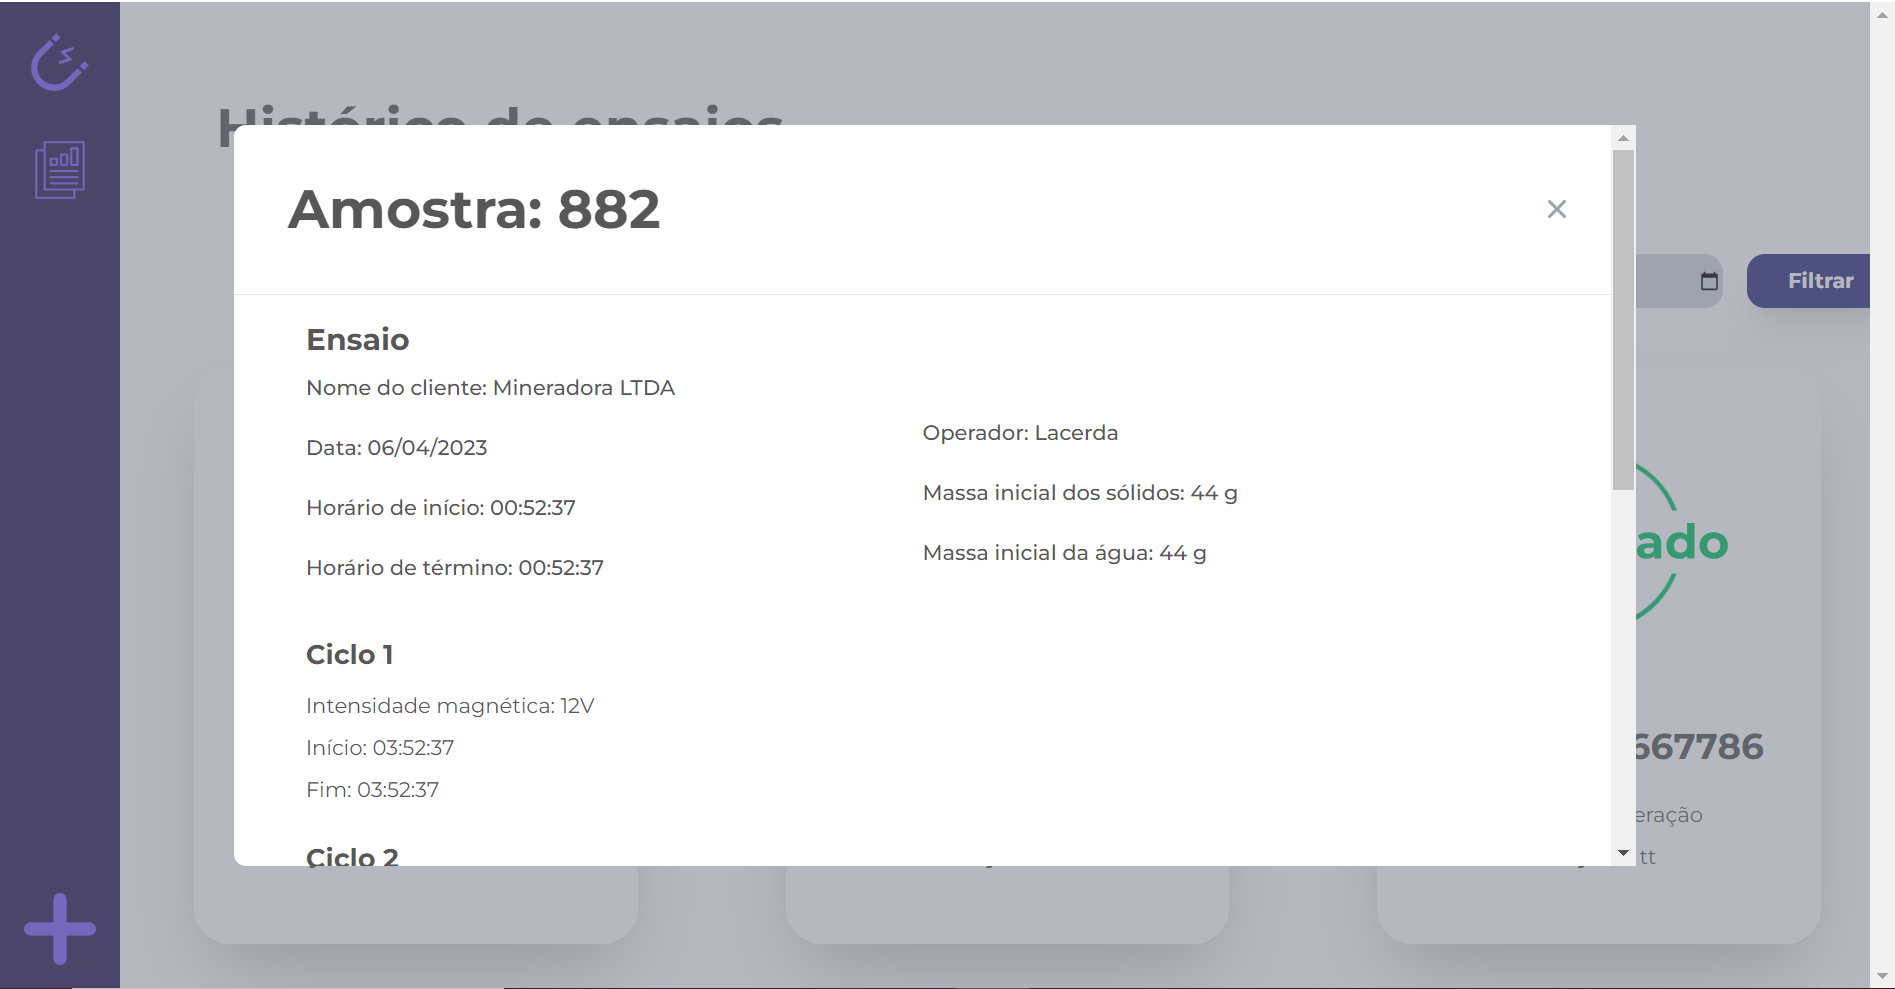 Histórico de ensaios
Amostra: 882
Filtrar
Ensaio
Nome do cliente: Mineradora LTDA
Data: 06/04/2023
Horário de início: 00:52:37
Horário de término: 00:52:37
Operador: Lacerda
Massa inicial dos sólidos: 44 g
Massa inicial da água: 44 g
Ciclo 1
Intensidade magnética: 12V
Início: 03:52:37
Fim: 03:52:37
Ciclo 2
ado
667786
eração
tt